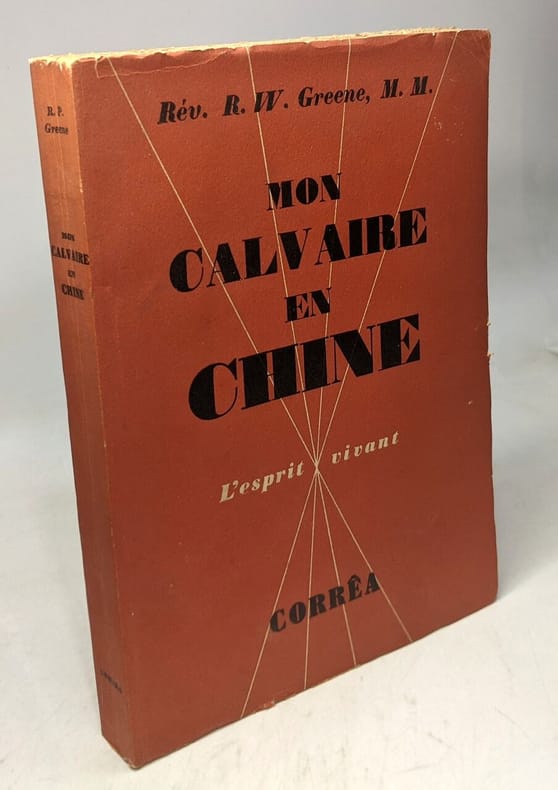 Rév. R. W. Greene, M. M.
MON
CALVAIRE
EN
CHINE
L'esprit vivant
CORRÊA
R. P.
Greene
MON
CALVAIRE
EN
CHINE